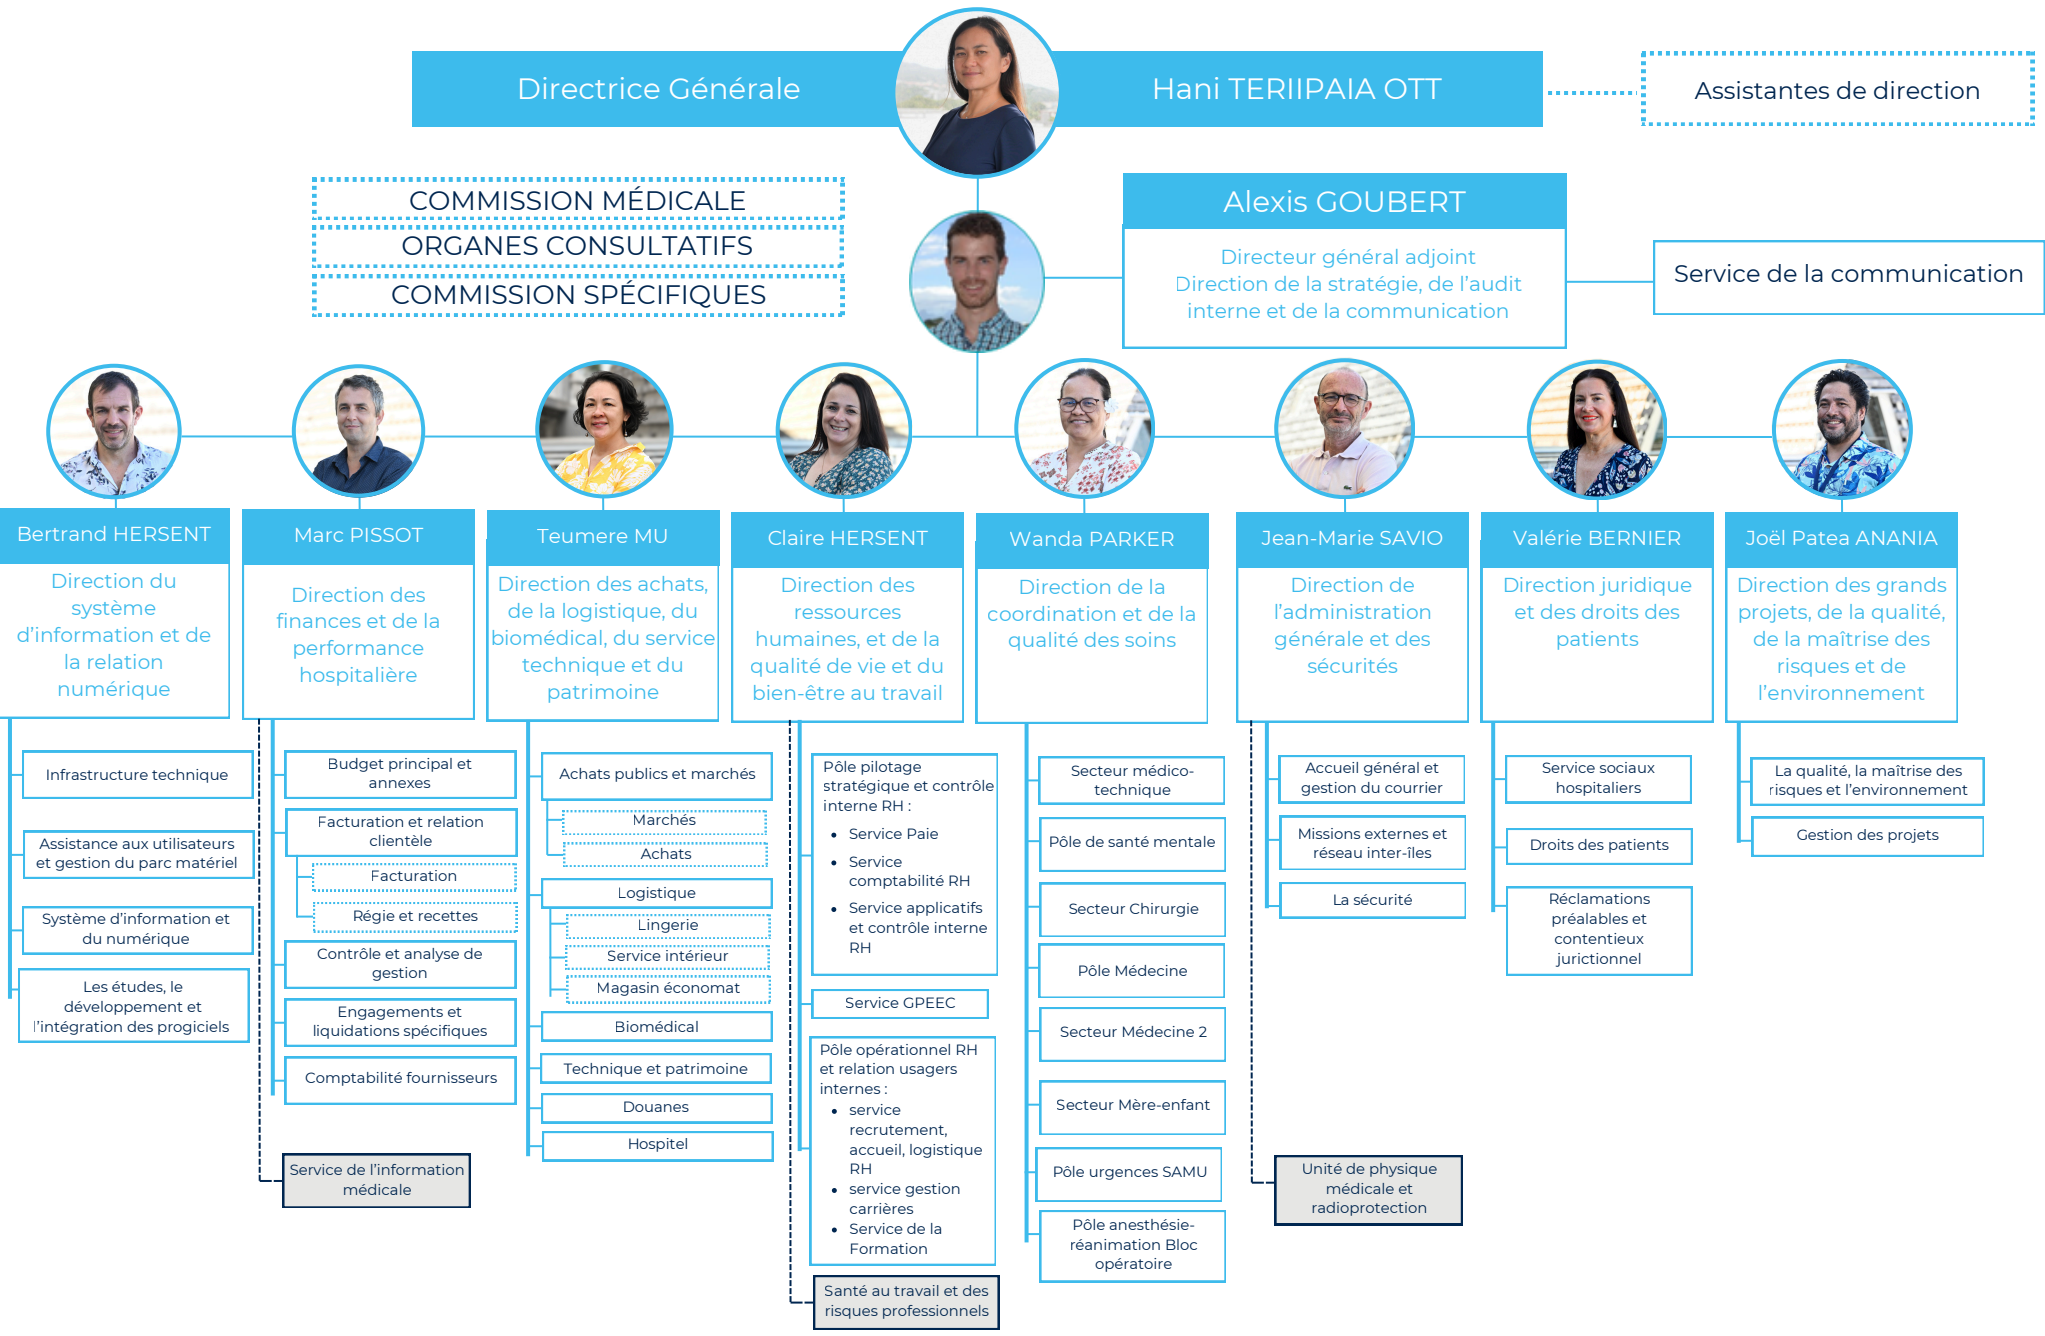 Directrice Générale
Hani TERIIPAIA OTT
Assistantes de direction
COMMISSION MÉDICALE
ORGANES CONSULTATIFS
COMMISSION SPÉCIFIQUES
Alexis GOUBERT
Directeur général adjoint
Direction de la stratégie, de l'audit
interne et de la communication
Service de la communication
Bertrand HERSENT
Direction du
système
d'information et de
la relation
numérique
Infrastructure technique
Assistance aux utilisateurs
et gestion du parc matériel
Système d'information et
du numérique
Les études, le
développement et
l'intégration des progiciels
Marc PISSOT
Direction des
finances et de la
performance
hospitalière
Budget principal et
annexes
Facturation et relation
clientèle
Facturation
Régie et recettes
Contrôle et analyse de
gestion
Engagements et
liquidations spécifiques
Comptabilité fournisseurs
Service de l'information
médicale
Teumere MU
Direction des achats,
de la logistique, du
biomédical, du service
technique et du
patrimoine
Achats publics et marchés
Marchés
Achats
Logistique
Lingerie
Service intérieur
Magasin économat
Biomédical
Technique et patrimoine
Douanes
Hospitel
Claire HERSENT
Direction des
ressources
humaines, et de la
qualité de vie et du
bien-être au travail
Pôle pilotage
stratégique et contrôle
interne RH :
• Service Paie
• Service
comptabilité RH
• Service applicatifs
et contrôle interne
RH
Service GPEEC
Pôle opérationnel RH
et relation usagers
internes :
• service
recrutement,
accueil, logistique
RH
• service gestion
carrières
• Service de la
Formation
Santé au travail et des
risques professionnels
Wanda PARKER
Direction de la
coordination et de la
qualité des soins
Secteur médico-
technique
Pôle de santé mentale
Secteur Chirurgie
Pôle Médecine
Secteur Médecine 2
Secteur Mère-enfant
Pôle urgences SAMU
Pôle anesthésie-
réanimation Bloc
opératoire
Jean-Marie SAVIO
Direction de
l'administration
générale et des
sécurités
Accueil général et
gestion du courrier
Missions externes et
réseau inter-îles
La sécurité
Unité de physique
médicale et
radioprotection
Valérie BERNIER
Direction juridique
et des droits des
patients
Service sociaux
hospitaliers
Droits des patients
Réclamations
préalables et
contentieux
jurictionnel
Joël Patea ANANIA
Direction des grands
projets, de la qualité,
de la maîtrise des
risques et de
l'environnement
La qualité, la maîtrise des
risques et l'environnement
Gestion des projets